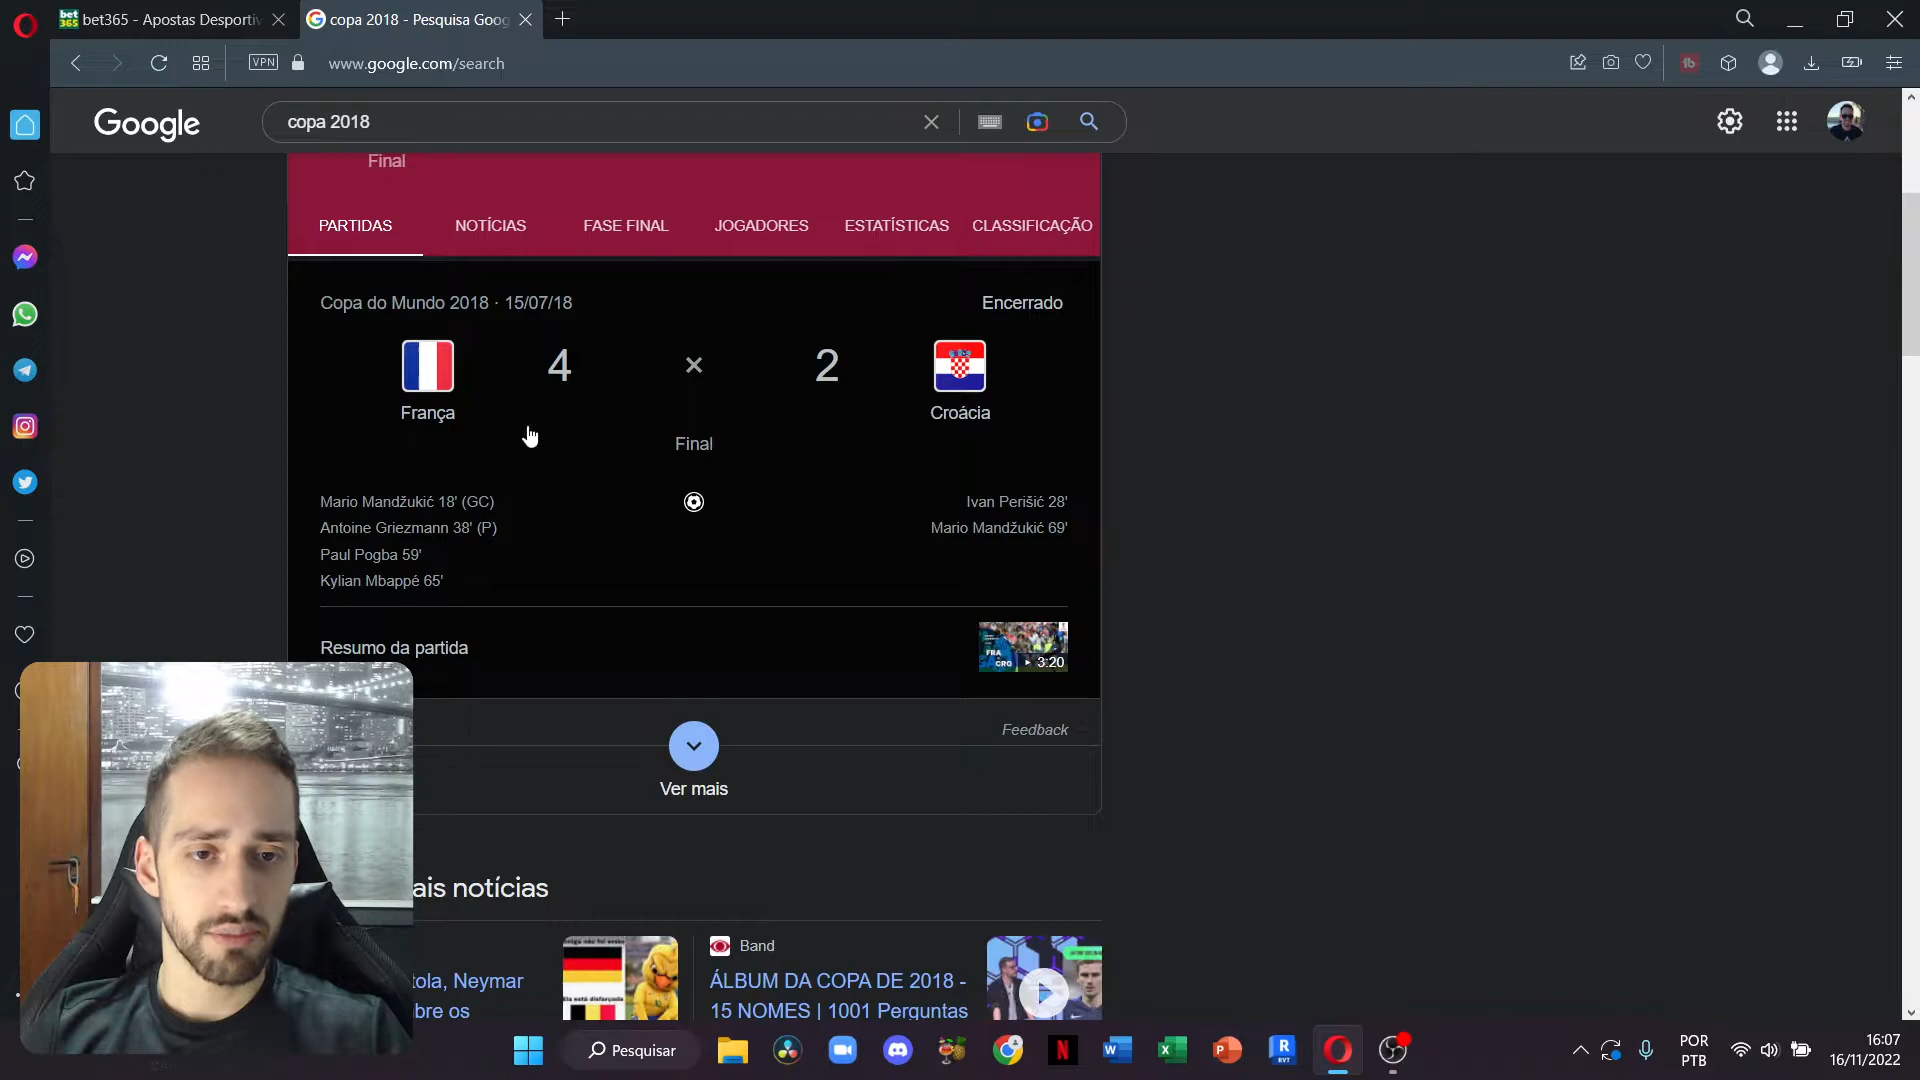 bet365 - Apostas Desportiv
copa 2018 - Pesquisa Goog
VPN
www.google.com/search
Google
copa 2018
Final
PARTIDAS
NOTÍCIAS
FASE FINAL
JOGADORES
ESTATÍSTICAS
CLASSIFICAÇÃO
Copa do Mundo 2018 · 15/07/18
Encerrado
4 × 2
França
Croácia
Final
Mario Mandžukić 18' (GC)
Ivan Perišić 28'
Antoine Griezmann 38' (P)
Mario Mandžukić 69'
Paul Pogba 59'
Kylian Mbappé 65'
Resumo da partida
FRA
CRO
3:20
Feedback
Ver mais
ais notícias
tola, Neymar
bre os
Band
ÁLBUM DA COPA DE 2018 -
15 NOMES | 1001 Perguntas
Pesquisar
POR
PTB
16:07
16/11/2022